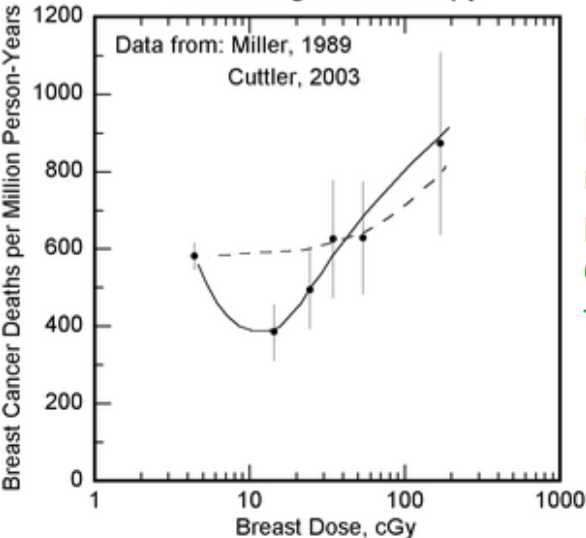 Data from: Miller, 1989
Cuttler, 2003
Breast Cancer Deaths per Million Person-Years
1200
1000
800
600
400
200
0
1
10
100
1000
Breast Dose, cGy